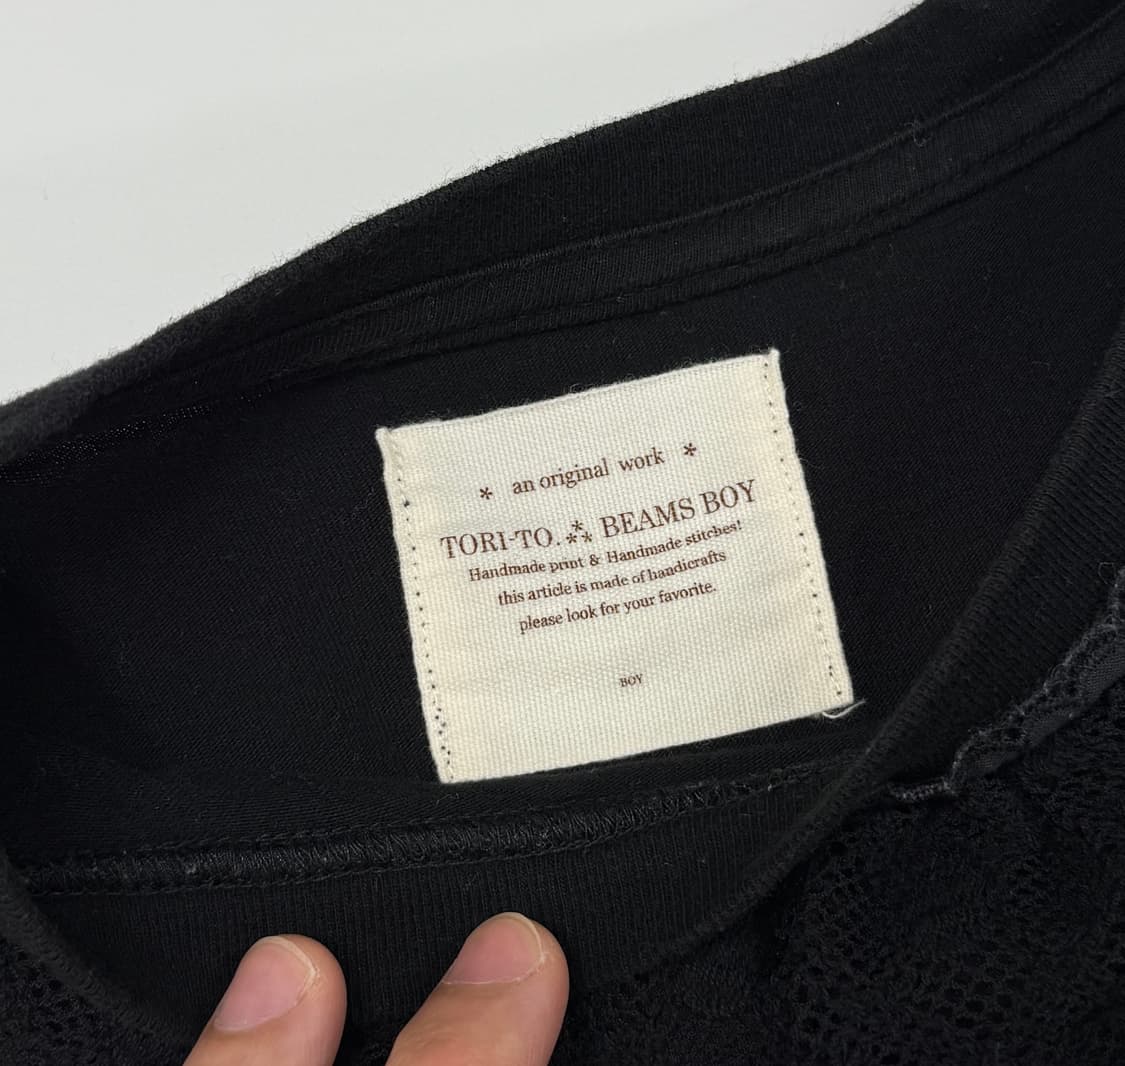 * an original work *
TORI-TO.⁂ BEAMS BOY
Handmade print & Handmade stitches!
this article is made of handicrafts
please look for your favorite.
BOY